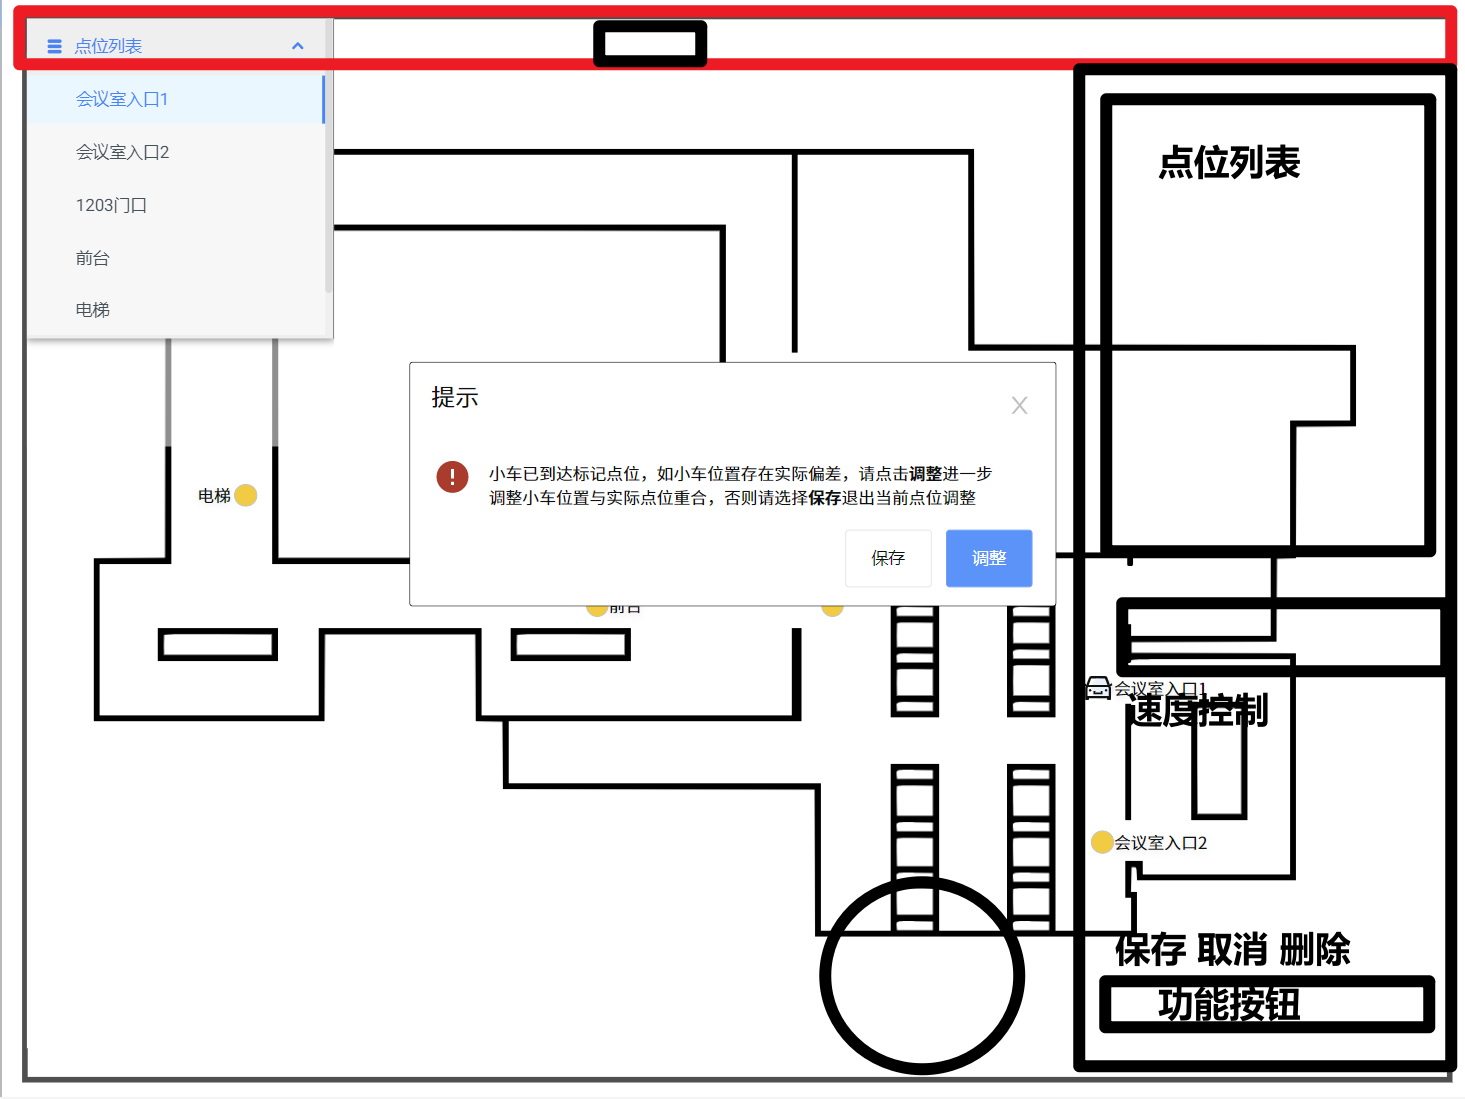 点位列表
会议室入口1
会议室入口2
1203门口
前台
电梯
点位列表
提示
X
小车已到达标记点位，如小车位置存在实际偏差，请点击调整进一步
调整小车位置与实际点位重合，否则请选择保存退出当前点位调整
保存
调整
电梯
前台
会议室入口1
速度控制
会议室入口2
保存 取消 删除
功能按钮